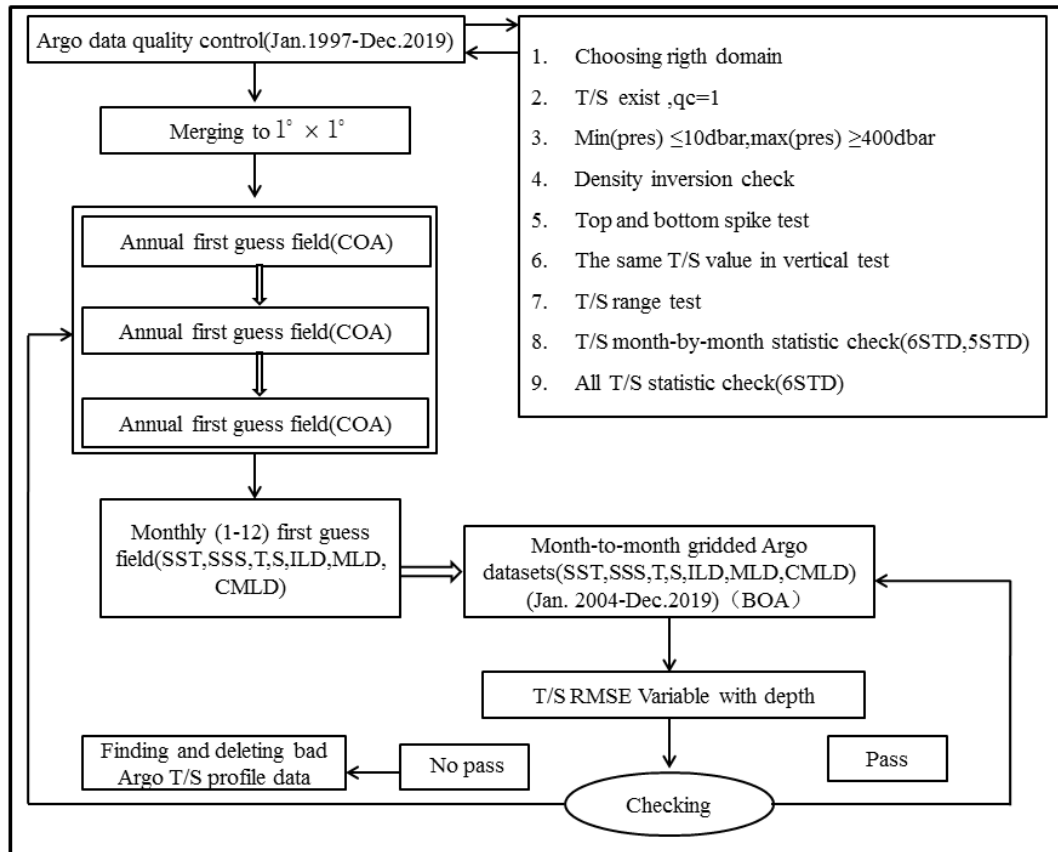 Argo data quality control(Jan.1997-Dec.2019)
Merging to 1° × 1°
Annual first guess field(COA)
Annual first guess field(COA)
Annual first guess field(COA)
Monthly (1-12) first guess
field(SST,SSS,T,S,ILD,MLD,
CMLD)
1. Choosing rigth domain
2. T/S exist ,qc=1
3. Min(pres) ≤10dbar,max(pres) ≥400dbar
4. Density inversion check
5. Top and bottom spike test
6. The same T/S value in vertical test
7. T/S range test
8. T/S month-by-month statistic check(6STD,5STD)
9. All T/S statistic check(6STD)
Month-to-month gridded Argo
datasets(SST,SSS,T,S,ILD,MLD,CMLD)
(Jan. 2004-Dec.2019)（BOA）
T/S RMSE Variable with depth
Finding and deleting bad
Argo T/S profile data
No pass
Pass
Checking